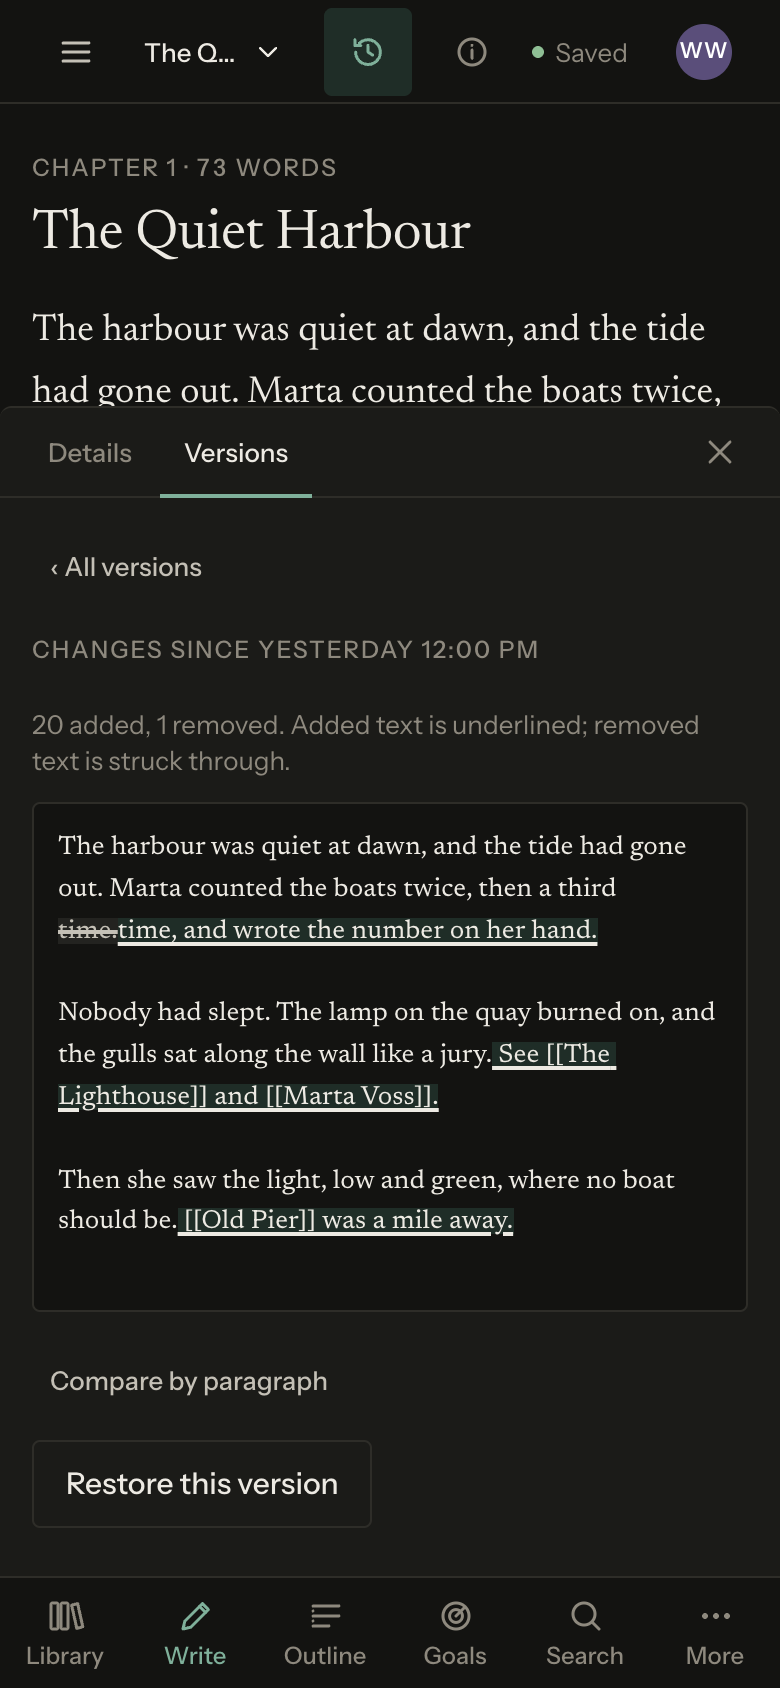 The Q...
Saved
WW
CHAPTER 1 · 73 WORDS
The Quiet Harbour
The harbour was quiet at dawn, and the tide
had gone out. Marta counted the boats twice,
Details
Versions
‹ All versions
CHANGES SINCE YESTERDAY 12:00 PM
20 added, 1 removed. Added text is underlined; removed
text is struck through.
The harbour was quiet at dawn, and the tide had gone
out. Marta counted the boats twice, then a third
time.time, and wrote the number on her hand.
Nobody had slept. The lamp on the quay burned on, and
the gulls sat along the wall like a jury. See [[The
Lighthouse]] and [[Marta Voss]].
Then she saw the light, low and green, where no boat
should be. [[Old Pier]] was a mile away.
Compare by paragraph
Restore this version
Library
Write
Outline
Goals
Search
More